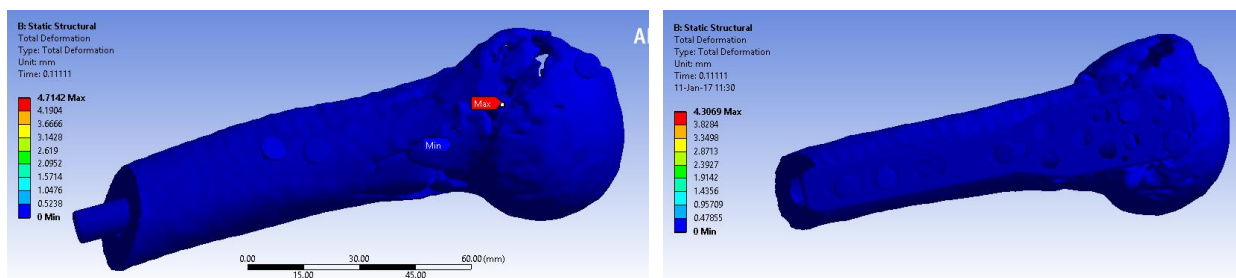 B: Static Structural
Total Deformation
Type: Total Deformation
Unit: mm
Time: 0.11111
4.7142 Max
4.1904
3.6666
3.1428
2.619
2.0952
1.5714
1.0476
0.5238
0 Min
Max
Min
0.00 30.00 60.00 (mm)
15.00 45.00
B: Static Structural
Total Deformation
Type: Total Deformation
Unit: mm
Time: 0.11111
11-Jan-17 11:30
4.3069 Max
3.8284
3.3498
2.8713
2.3927
1.9142
1.4356
0.95709
0.47855
0 Min